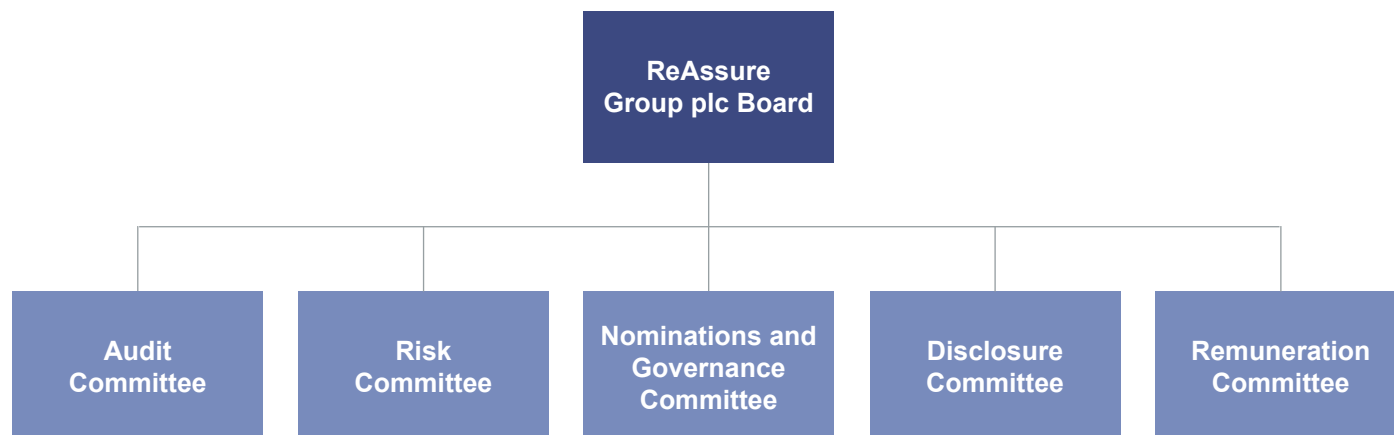 ReAssure
Group plc Board
Audit
Committee
Risk
Committee
Nominations and
Governance
Committee
Disclosure
Committee
Remuneration
Committee